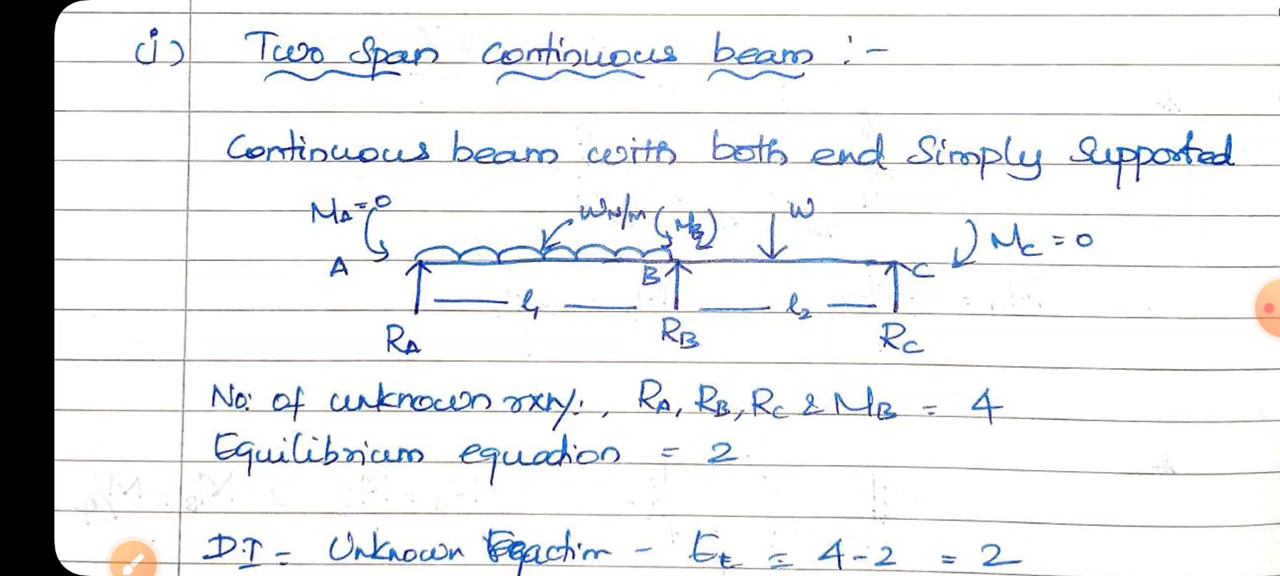 i) Two Span continuous beam :-
Continuous beam with both end Simply Supported
MA=0 WN/M MB W MC = 0
A B C
l1 l2
RA RB RC
No: of unknown rxn:, RA, RB, RC & MB = 4
Equilibrium equation = 2
D.I = Unknown Reaction - Et = 4-2 = 2